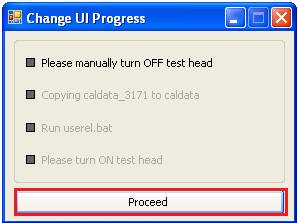 Change UI Progress
Please manually turn OFF test head
Copying caldata_3171 to caldata
Run userel.bat
Please turn ON test head
Proceed